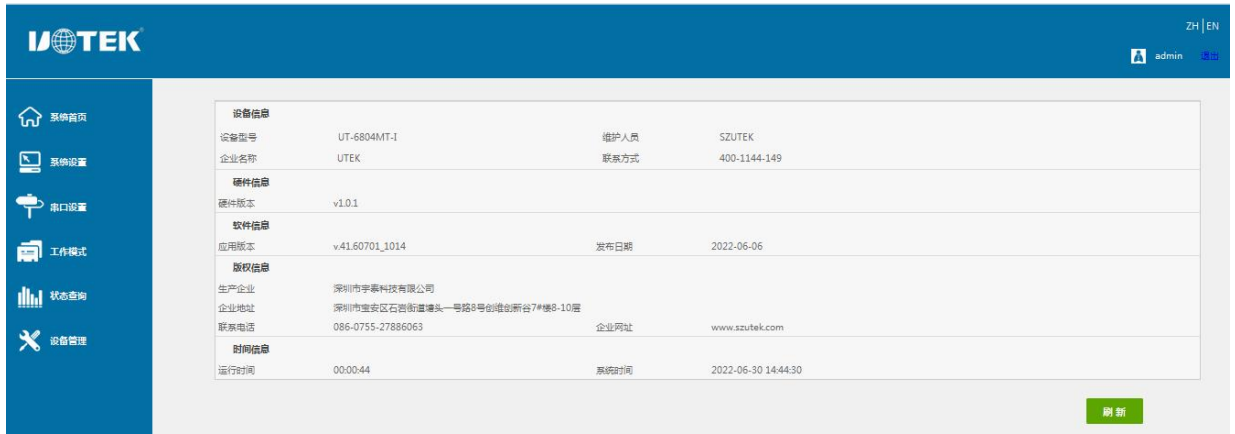 UTEK®
ZH | EN
admin 退出
系统首页
系统设置
串口设置
工作模式
状态查询
设备管理
设备信息
设备型号 UT-6804MT-I 维护人员 SZUTEK
企业名称 UTEK 联系方式 400-1144-149
硬件信息
硬件版本 v1.0.1
软件信息
应用版本 v.41.60701_1014 发布日期 2022-06-06
版权信息
生产企业 深圳市宇泰科技有限公司
企业地址 深圳市宝安区石岩街道塘头一号路8号创维创新谷7#楼8-10层
联系电话 086-0755-27886063 企业网址 www.szutek.com
时间信息
运行时间 00:00:44 系统时间 2022-06-30 14:44:30
刷 新